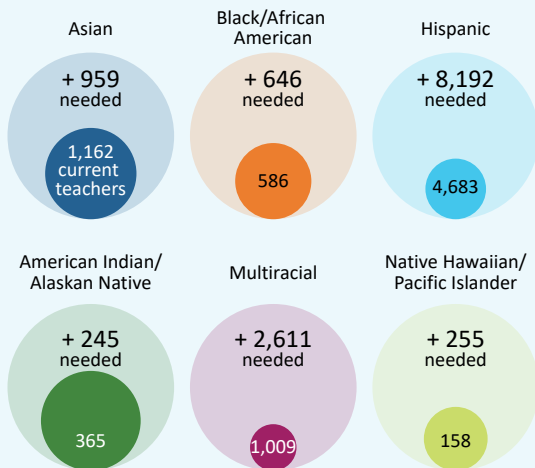 Asian
Black/African
American
Hispanic
+ 959
needed
+ 646
needed
+ 8,192
needed
1,162
current
teachers
586
4,683
American Indian/
Alaskan Native
Multiracial
Native Hawaiian/
Pacific Islander
+ 245
needed
+ 2,611
needed
+ 255
needed
365
1,009
158